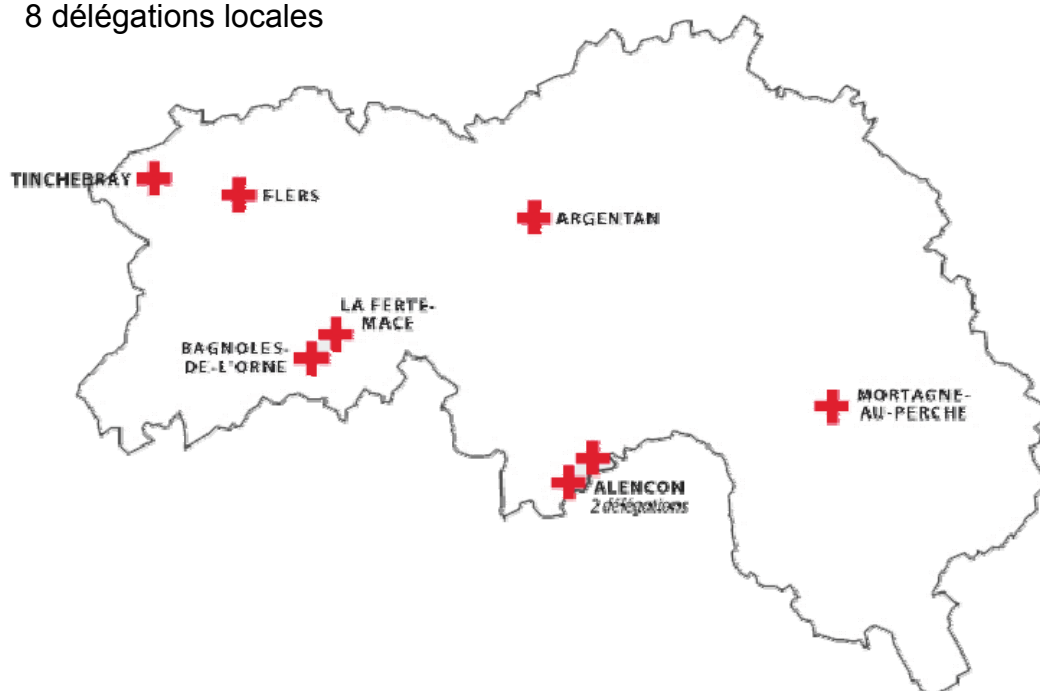 8 délégations locales
TINCHEBRAY
FLERS
ARGENTAN
LA FERTE-
MACE
BAGNOLES-
DE-L'ORNE
MORTAGNE-
AU-PERCHE
ALENCON
2 délégations